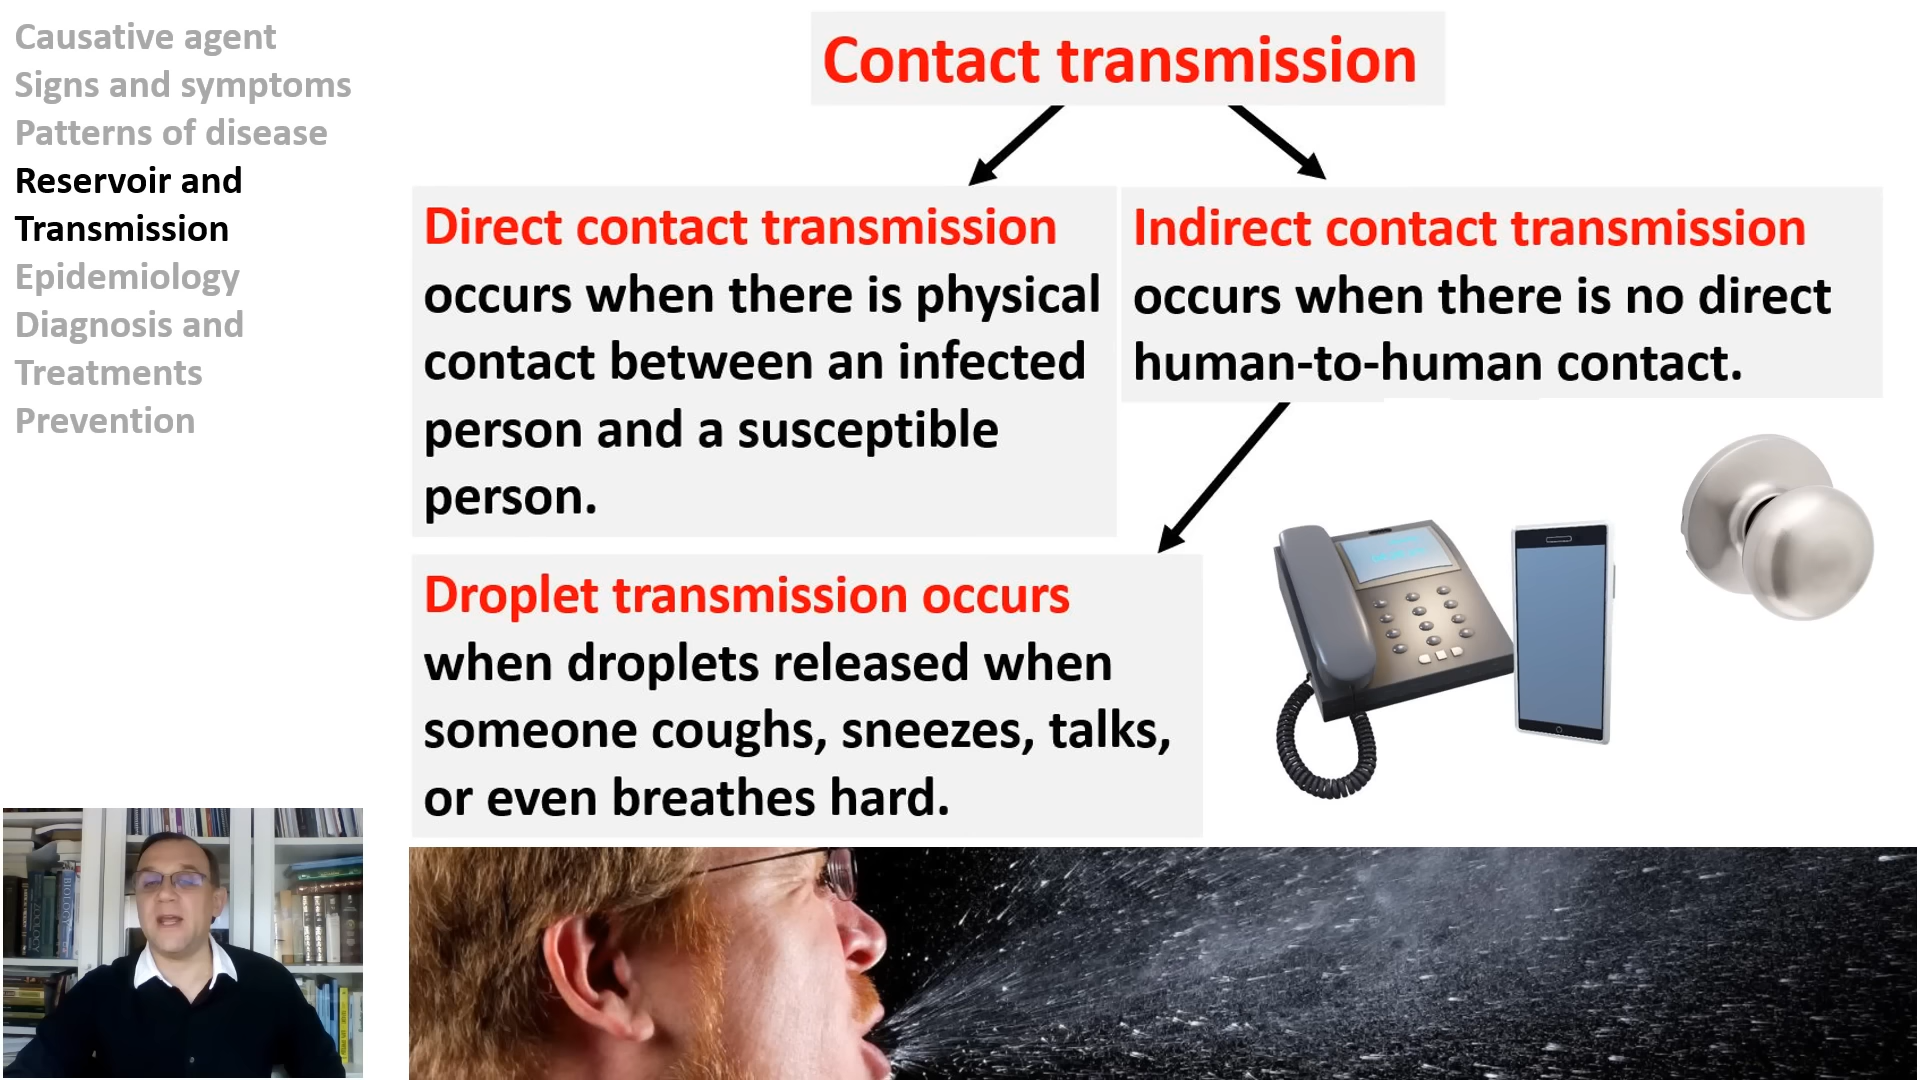 Causative agent
Signs and symptoms
Patterns of disease
Reservoir and
Transmission
Epidemiology
Diagnosis and
Treatments
Prevention
Contact transmission
Direct contact transmission
occurs when there is physical
contact between an infected
person and a susceptible
person.
Indirect contact transmission
occurs when there is no direct
human-to-human contact.
Droplet transmission occurs
when droplets released when
someone coughs, sneezes, talks,
or even breathes hard.
ZOOLOGY
BIOLOGY